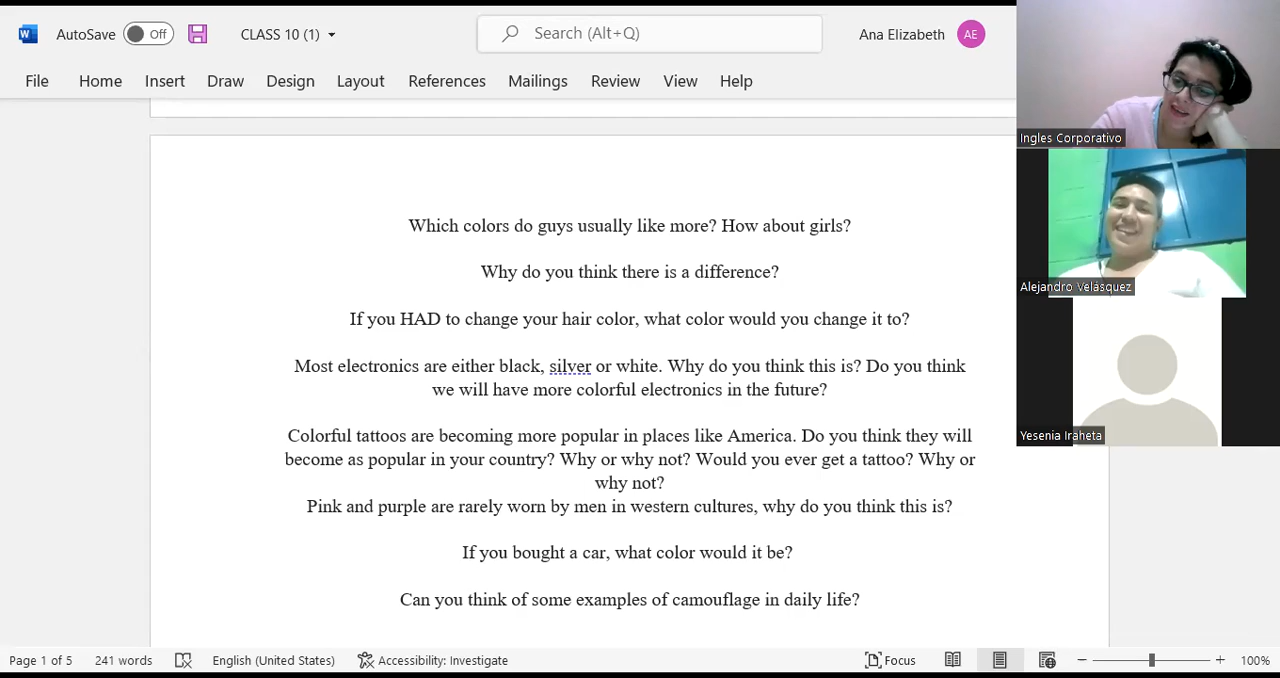 AutoSave Off CLASS 10 (1) Search (Alt+Q) Ana Elizabeth AE
File Home Insert Draw Design Layout References Mailings Review View Help
Ingles Corporativo
Alejandro Velásquez
Yesenia Iraheta
Which colors do guys usually like more? How about girls?
Why do you think there is a difference?
If you HAD to change your hair color, what color would you change it to?
Most electronics are either black, silver or white. Why do you think this is? Do you think
we will have more colorful electronics in the future?
Colorful tattoos are becoming more popular in places like America. Do you think they will
become as popular in your country? Why or why not? Would you ever get a tattoo? Why or
why not?
Pink and purple are rarely worn by men in western cultures, why do you think this is?
If you bought a car, what color would it be?
Can you think of some examples of camouflage in daily life?
Page 1 of 5 241 words English (United States) Accessibility: Investigate Focus 100%